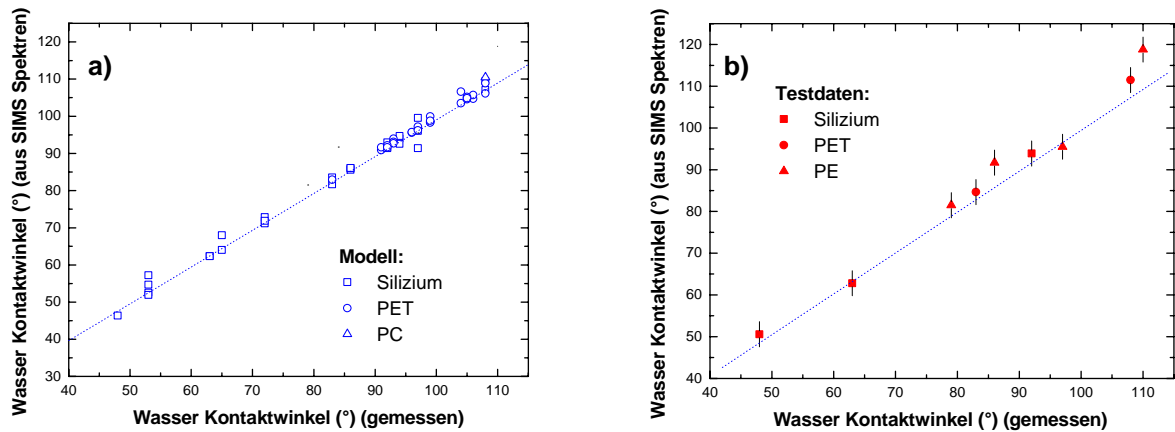 a)
Wasser Kontaktwinkel (°) (aus SIMS Spektren)
120
110
100
90
80
70
60
50
40
30
Modell:
Silizium
PET
PC
40 50 60 70 80 90 100 110
Wasser Kontaktwinkel (°) (gemessen)
b)
Wasser Kontaktwinkel (°) (aus SIMS Spektren)
120
110
100
90
80
70
60
50
40
Testdaten:
Silizium
PET
PE
40 50 60 70 80 90 100 110
Wasser Kontaktwinkel (°) (gemessen)